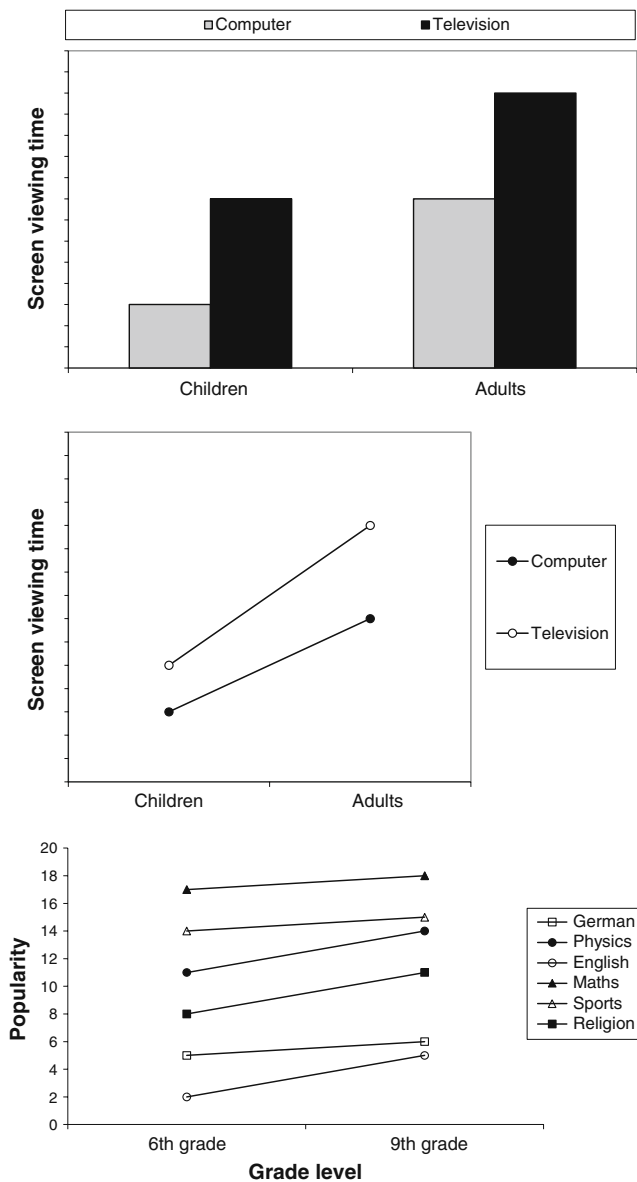 Computer Television
Screen viewing time
Children Adults
Screen viewing time
Computer
Television
Children Adults
Popularity
20
18
16
14
12
10
8
6
4
2
0
6th grade 9th grade
Grade level
German
Physics
English
Maths
Sports
Religion